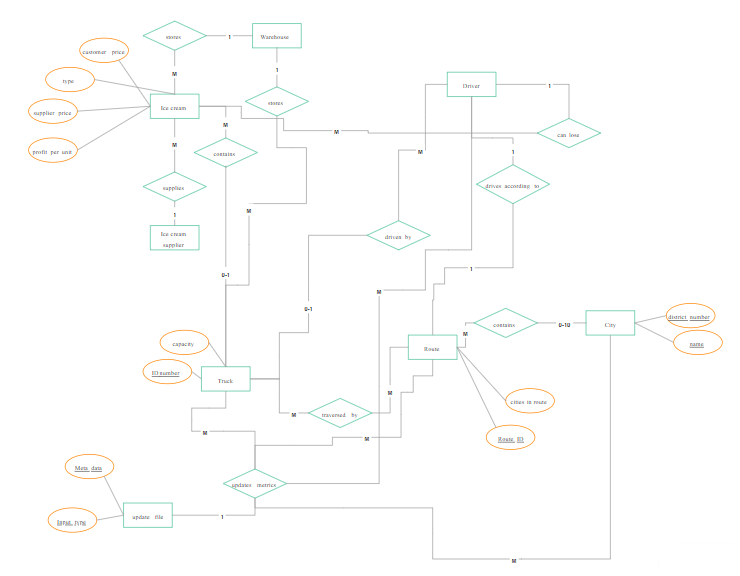 stores
1
Warehouse
customer price
M
1
type
Driver
1
Ice cream
stores
supplier price
M
M
can lose
profit per unit
M
contains
M
1
supplies
drives according to
1
M
Ice cream
supplier
driven by
0-1
1
M
0-1
contains
0-10
City
district number
M
name
capacity
Route
ID number
Truck
M
cities in route
M
traversed by
M
M
Route ID
Meta data
updates metrics
Input type
update file
1
M